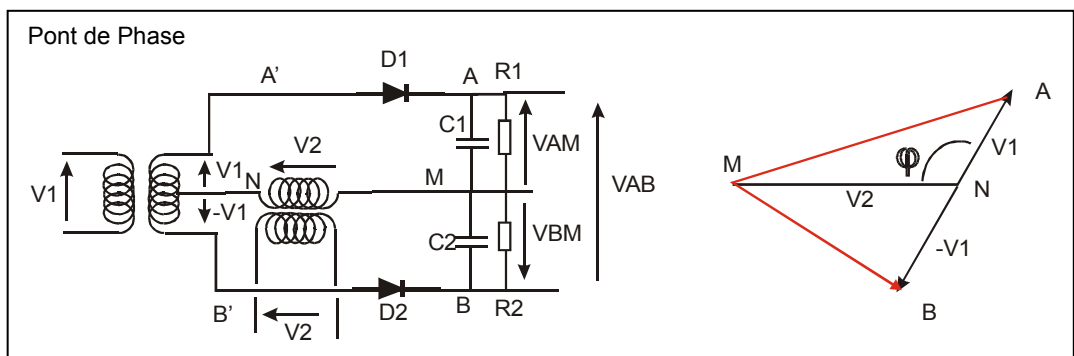 Pont de Phase
D1
A'
A
R1
C1
V2
VAM
V1
V1
N
M
VAB
-V1
C2
VBM
B'
V2
D2
B
R2
A
φ
V1
M
V2
N
-V1
B